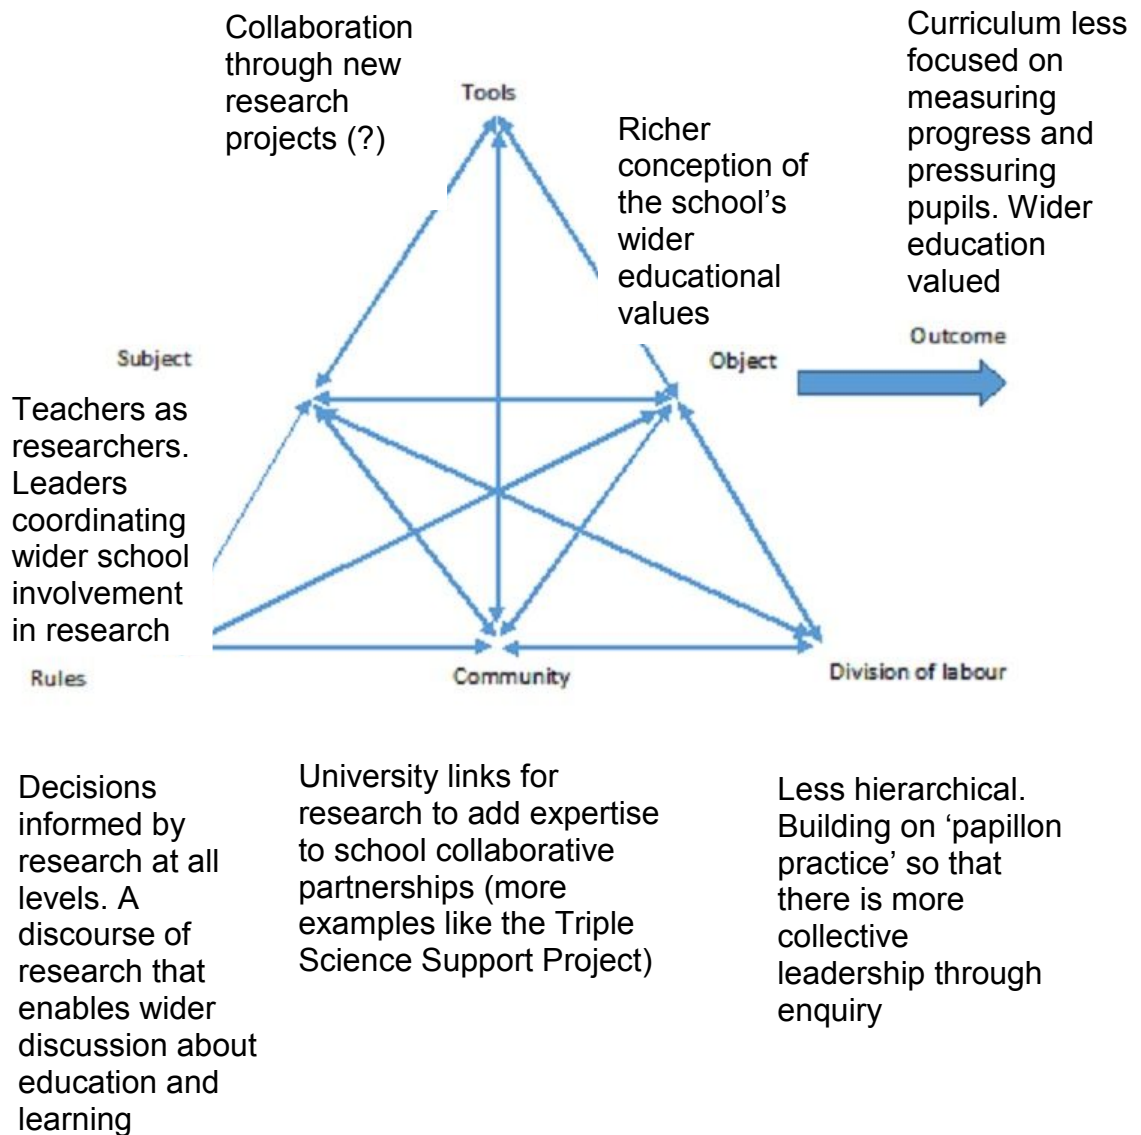 Collaboration
through new
research
projects (?)
Tools
Richer
conception of
the school’s
wider
educational
values
Curriculum less
focused on
measuring
progress and
pressuring
pupils. Wider
education
valued
Subject
Object
Outcome
Teachers as
researchers.
Leaders
coordinating
wider school
involvement
in research
Rules
Community
Division of labour
Decisions
informed by
research at all
levels. A
discourse of
research that
enables wider
discussion about
education and
learning
University links for
research to add expertise
to school collaborative
partnerships (more
examples like the Triple
Science Support Project)
Less hierarchical.
Building on ‘papillon
practice’ so that
there is more
collective
leadership through
enquiry